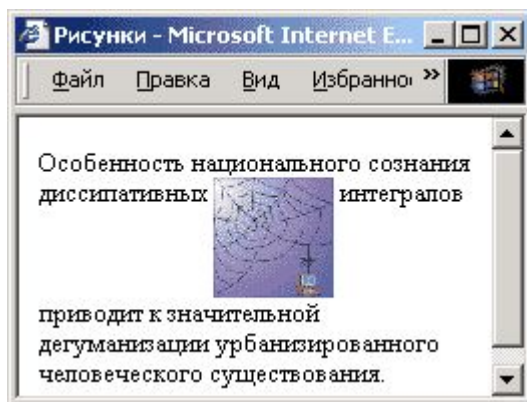 Рисунки - Microsoft Internet E...
Файл Правка Вид Избранно »
Особенность национального сознания
диссипативных интегралов
приводит к значительной
дегуманизации урбанизированного
человеческого существования.